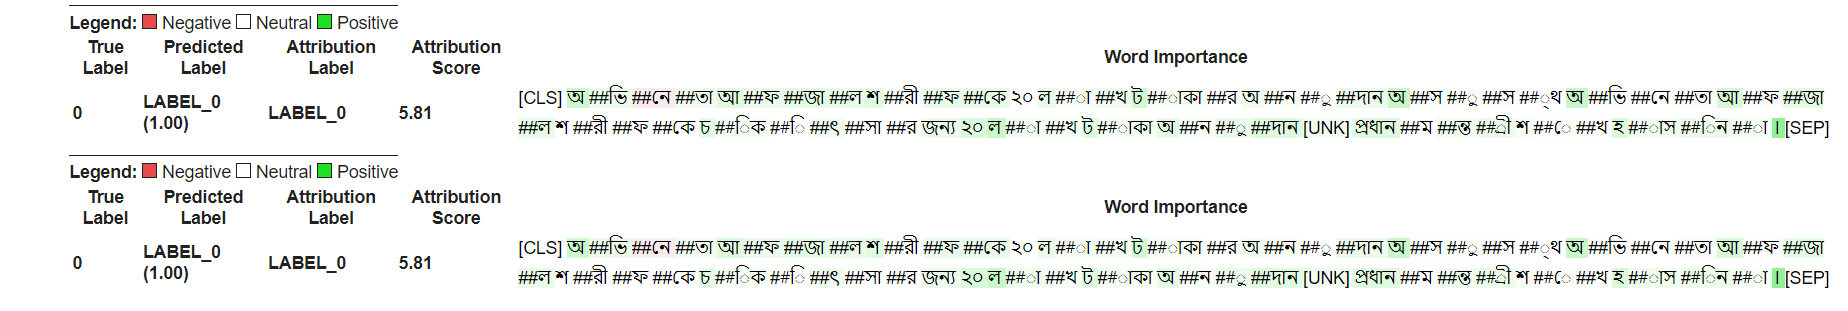 Legend: Negative Neutral Positive
True Label Predicted Label Attribution Label Attribution Score Word Importance
0 LABEL_0 (1.00) LABEL_0 5.81
[CLS] অ ##ভি ##নে ##তা আ ##ফ ##জা ##ল শ ##রী ##ফ ##কে ২০ ল ##া ##খ ট ##াকা ##র অ ##ন ##ু ##দান অ ##স ##ু ##স ##্থ অ ##ভি ##নে ##তা আ ##ফ ##জা
##ল শ ##রী ##ফ ##কে চ ##িক ##ি ##ৎ ##সা ##র জন্য ২০ ল ##া ##খ ট ##াকা অ ##ন ##ু ##দান [UNK] প্রধান ##ম ##ন্ত ##্রী শ ##ে ##খ হ ##াস ##িন ##া । [SEP]
Legend: Negative Neutral Positive
True Label Predicted Label Attribution Label Attribution Score Word Importance
0 LABEL_0 (1.00) LABEL_0 5.81
[CLS] অ ##ভি ##নে ##তা আ ##ফ ##জা ##ল শ ##রী ##ফ ##কে ২০ ল ##া ##খ ট ##াকা ##র অ ##ন ##ু ##দান অ ##স ##ু ##স ##্থ অ ##ভি ##নে ##তা আ ##ফ ##জা
##ল শ ##রী ##ফ ##কে চ ##িক ##ি ##ৎ ##সা ##র জন্য ২০ ল ##া ##খ ট ##াকা অ ##ন ##ু ##দান [UNK] প্রধান ##ম ##ন্ত ##্রী শ ##ে ##খ হ ##াস ##িন ##া । [SEP]